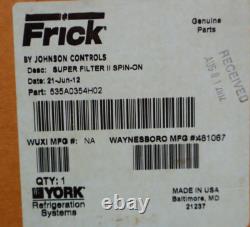 Frick
Genuine
Parts
BY JOHNSON CONTROLS
Desc: SUPER FILTER II SPIN-ON
Date: 21-Jun-12
Part: 535A0354H02
RECEIVED
WUXI MFG #: NA
WAYNESBORO MFG #481067
QTY: 1
YORK
Refrigeration
Systems
MADE IN USA
Baltimore, MD
21237